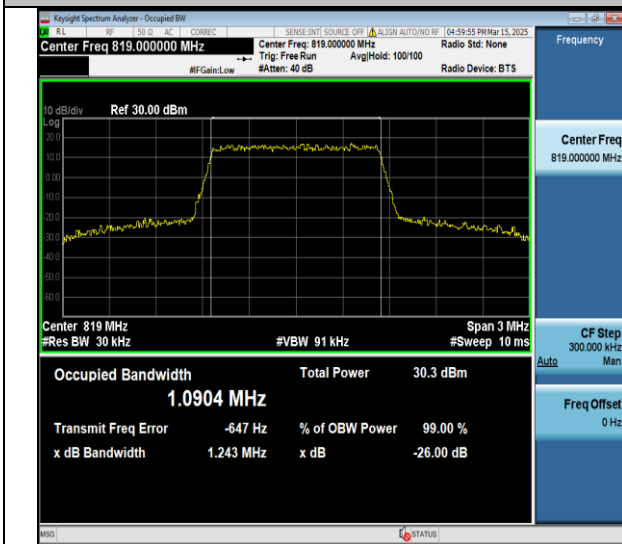 Keysight Spectrum Analyzer - Occupied BW
RL RF 50 Ω AC CORREC SENSE:INT SOURCE OFF ALIGN AUTO/NO RF 04:59:55 PM Mar 15, 2025
Center Freq 819.000000 MHz
Center Freq: 819.000000 MHz
Radio Std: None
Trig: Free Run Avg|Hold: 100/100
#IFGain:Low #Atten: 40 dB Radio Device: BTS
Frequency
10 dB/div Ref 30.00 dBm
Log
20.0
10.0
0.00
-10.0
-20.0
-30.0
-40.0
-50.0
-60.0
Center Freq
819.000000 MHz
Center 819 MHz Span 3 MHz
#Res BW 30 kHz #VBW 91 kHz #Sweep 10 ms
CF Step
300.000 kHz
Auto Man
Occupied Bandwidth Total Power 30.3 dBm
1.0904 MHz
Transmit Freq Error -647 Hz % of OBW Power 99.00 %
x dB Bandwidth 1.243 MHz x dB -26.00 dB
Freq Offset
0 Hz
MSG STATUS